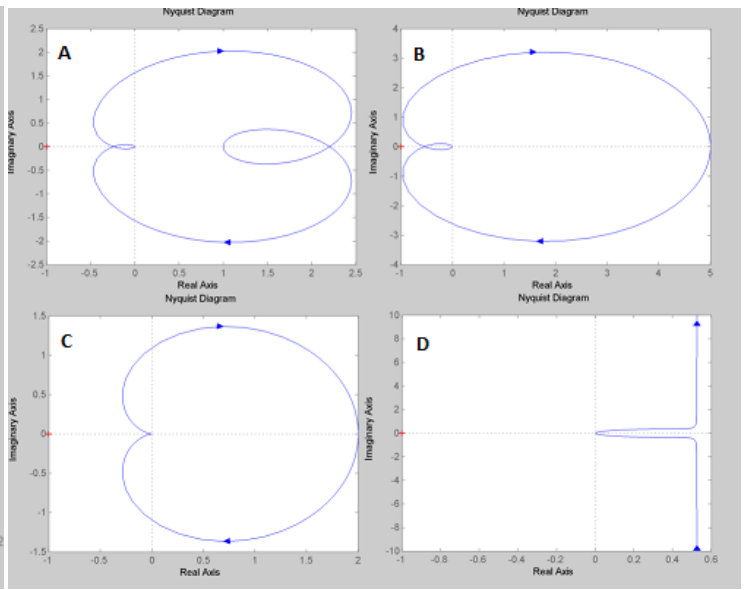 Nyquist Diagram
2.5
2
1.5
1
0.5
0
-0.5
-1
-1.5
-2
-2.5
Imaginary Axis
A
-1 -0.5 0 0.5 1 1.5 2 2.5
Real Axis
Nyquist Diagram
4
3
2
1
0
-1
-2
-3
-4
Imaginary Axis
B
-1 0 1 2 3 4 5
Real Axis
Nyquist Diagram
1.5
1
0.5
0
-0.5
-1
-1.5
Imaginary Axis
C
-1 -0.5 0 0.5 1 1.5 2
Real Axis
Nyquist Diagram
10
8
6
4
2
0
-2
-4
-6
-8
-10
Imaginary Axis
D
-1 -0.8 -0.6 -0.4 -0.2 0 0.2 0.4 0.6
Real Axis